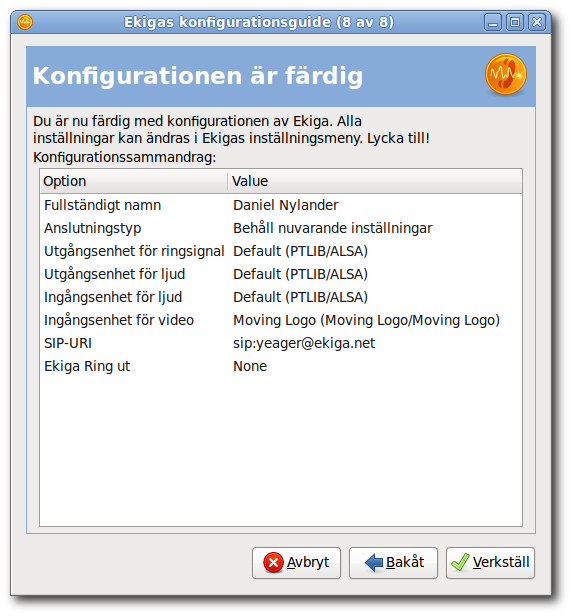 Ekigas konfigurationsguide (8 av 8)
Konfigurationen är färdig
Du är nu färdig med konfigurationen av Ekiga. Alla
inställningar kan ändras i Ekigas inställningsmeny. Lycka till!
Konfigurationssammandrag:
Option Value
Fullständigt namn Daniel Nylander
Anslutningstyp Behåll nuvarande inställningar
Utgångsenhet för ringsignal Default (PTLIB/ALSA)
Utgångsenhet för ljud Default (PTLIB/ALSA)
Ingångsenhet för ljud Default (PTLIB/ALSA)
Ingångsenhet för video Moving Logo (Moving Logo/Moving Logo)
SIP-URI sip:yeager@ekiga.net
Ekiga Ring ut None
Avbryt Bakåt Verkställ